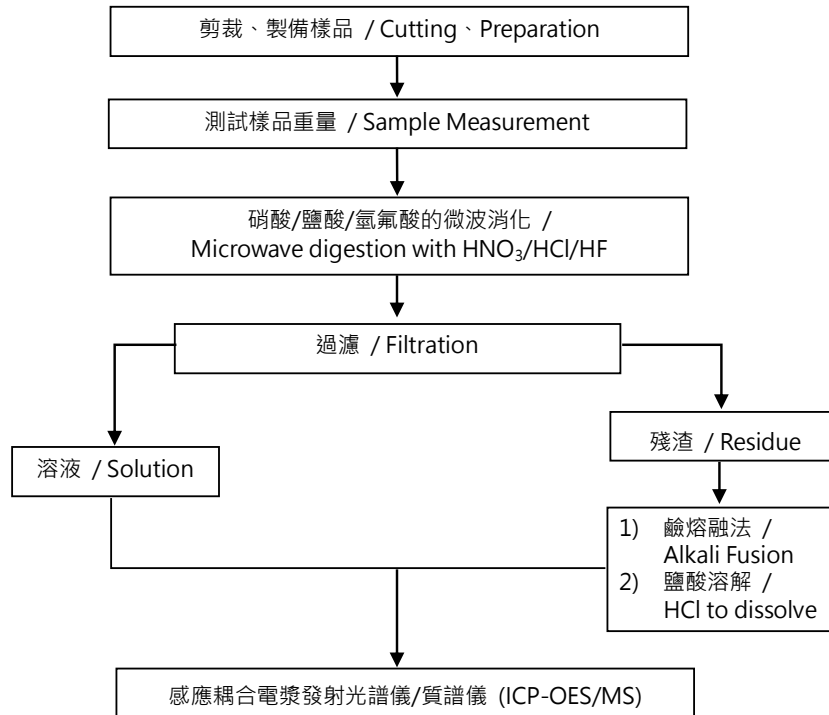 剪裁、製備樣品 / Cutting、Preparation
測試樣品重量 / Sample Measurement
硝酸/鹽酸/氫氟酸的微波消化 /
Microwave digestion with HNO₃/HCl/HF
過濾 / Filtration
溶液 / Solution
殘渣 / Residue
1) 鹼熔融法 /
Alkali Fusion
2) 鹽酸溶解 /
HCl to dissolve
感應耦合電漿發射光譜儀/質譜儀 (ICP-OES/MS)